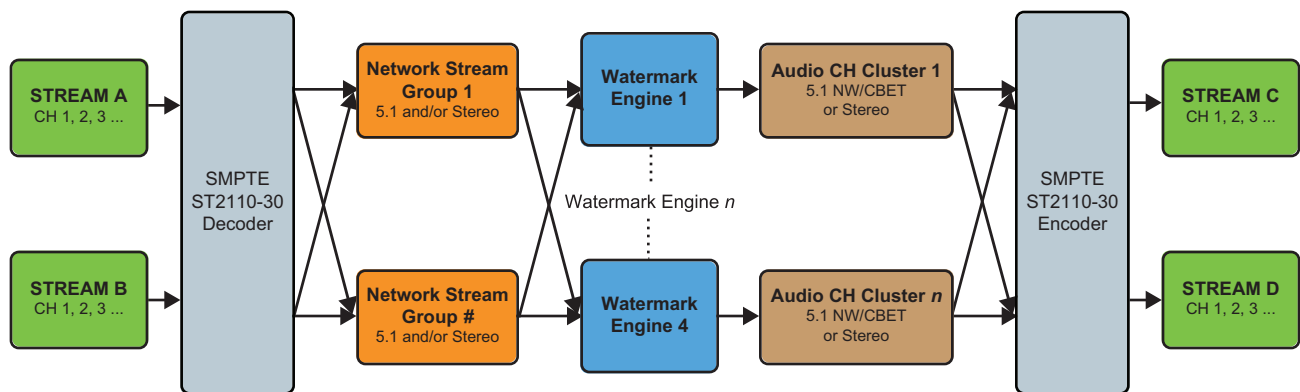 STREAM A
CH 1, 2, 3 ...
STREAM B
CH 1, 2, 3 ...
SMPTE
ST2110-30
Decoder
Network Stream
Group 1
5.1 and/or Stereo
Network Stream
Group #
5.1 and/or Stereo
Watermark
Engine 1
Watermark Engine n
Watermark
Engine 4
Audio CH Cluster 1
5.1 NW/CBET
or Stereo
Audio CH Cluster n
5.1 NW/CBET
or Stereo
SMPTE
ST2110-30
Encoder
STREAM C
CH 1, 2, 3 ...
STREAM D
CH 1, 2, 3 ...